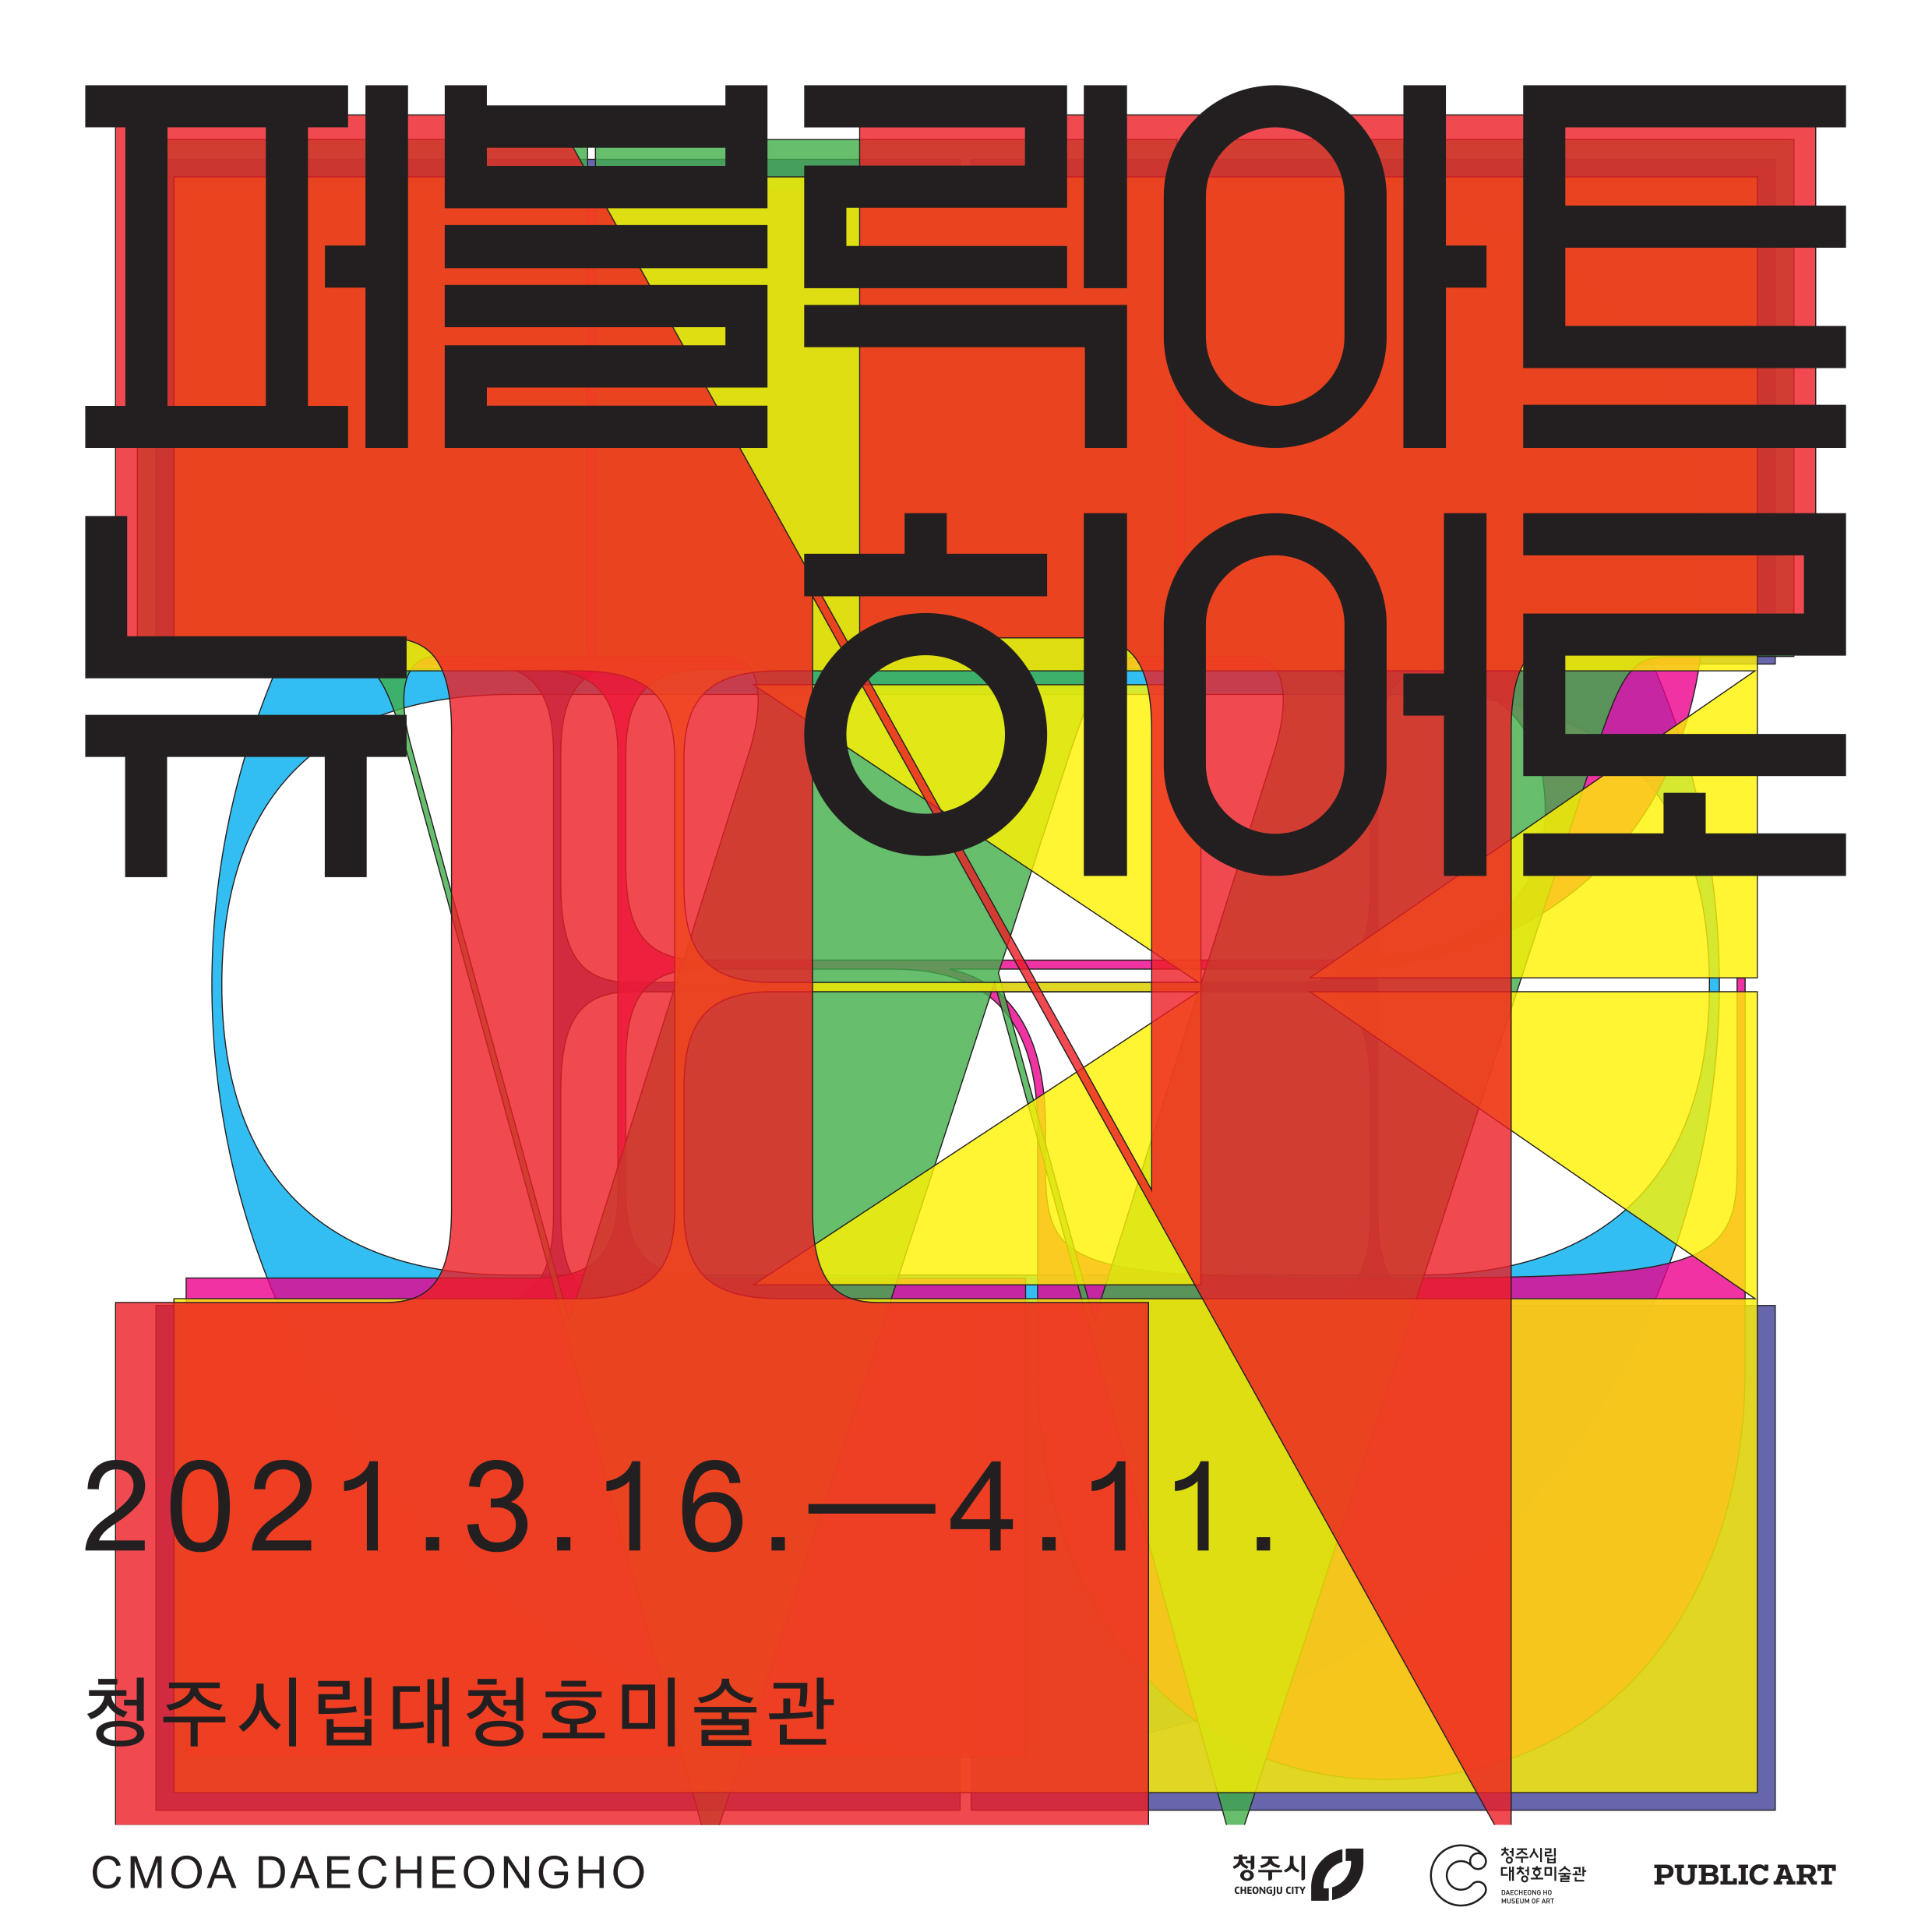 퍼블릭아트
뉴히어로
2021.3.16.—4.11.
청주시립대청호미술관
CMOA DAECHEONGHO
청주시
CHEONGJU CITY
청주시립
대청호미술관
DAECHEONG HO
MUSEUM OF ART
PUBLIC ART